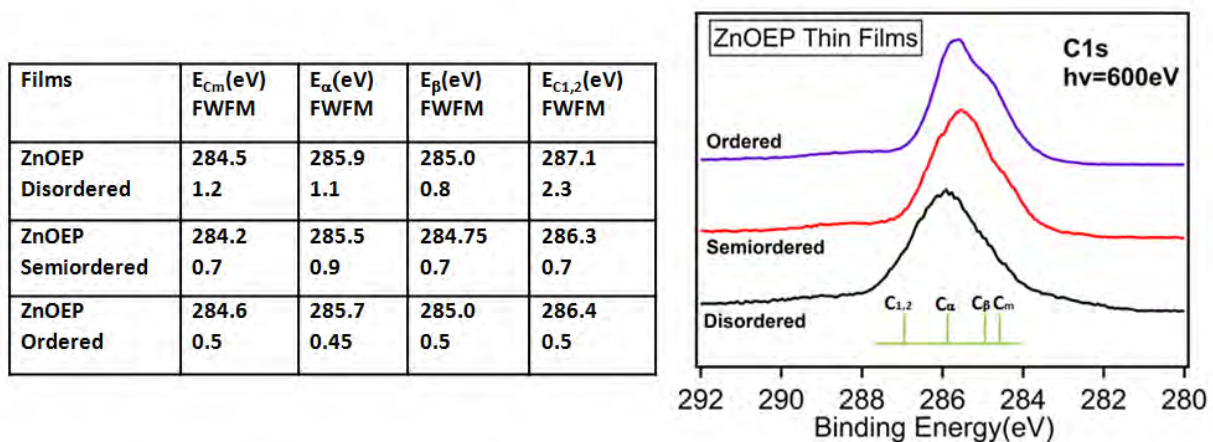 Films E_Cm(eV) E_α(eV) E_β(eV) E_C1,2(eV)
FWFM FWFM FWFM FWFM
ZnOEP 284.5 285.9 285.0 287.1
Disordered 1.2 1.1 0.8 2.3
ZnOEP 284.2 285.5 284.75 286.3
Semiordered 0.7 0.9 0.7 0.7
ZnOEP 284.6 285.7 285.0 286.4
Ordered 0.5 0.45 0.5 0.5
ZnOEP Thin Films
C1s
hν=600eV
Ordered
Semiordered
Disordered
C1,2 Cα Cβ Cm
292 290 288 286 284 282 280
Binding Energy(eV)